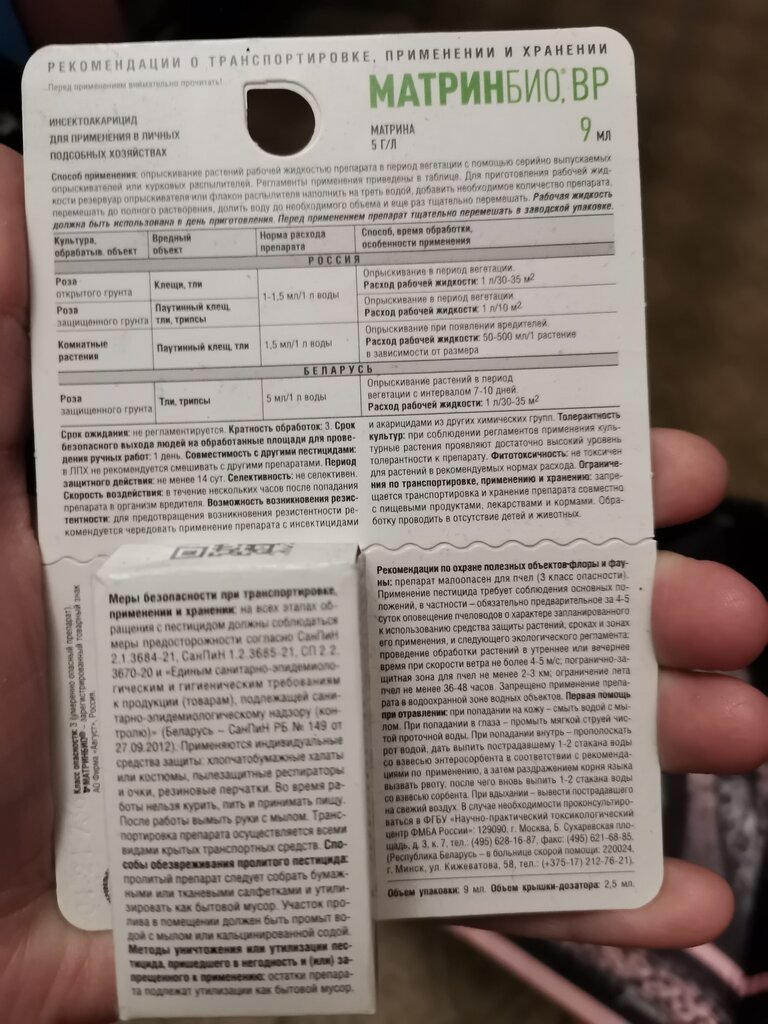 РЕКОМЕНДАЦИИ О ТРАНСПОРТИРОВКЕ, ПРИМЕНЕНИИ И ХРАНЕНИИ
Перед применением внимательно прочитать!
МАТРИНБИО®, ВР
ИНСЕКТОАКАРИЦИД
ДЛЯ ПРИМЕНЕНИЯ В ЛИЧНЫХ
ПОДСОБНЫХ ХОЗЯЙСТВАХ
МАТРИНА
5 Г/Л
9 МЛ
Способ применения: опрыскивание растений рабочей жидкостью препарата в период вегетации с помощью серийно выпускаемых
опрыскивателей или курковых распылителей. Регламенты применения приведены в таблице. Для приготовления рабочей жид-
кости резервуар опрыскивателя или флакон распылителя наполнить на треть водой, добавить необходимое количество препарата,
перемешать до полного растворения, долить воду до необходимого объема и еще раз тщательно перемешать. Рабочая жидкость
должна быть использована в день приготовления. Перед применением препарат тщательно перемешать в заводской упаковке.
Культура, обрабатыв. объект
Вредный объект
Норма расхода препарата
Способ, время обработки, особенности применения
РОССИЯ
Роза открытого грунта
Клещи, тли
1-1,5 мл/1 л воды
Опрыскивание в период вегетации.
Расход рабочей жидкости: 1 л/30-35 м²
Роза защищенного грунта
Паутинный клещ, тли, трипсы
Опрыскивание в период вегетации.
Расход рабочей жидкости: 1 л/10 м²
Комнатные растения
Паутинный клещ, тли
1,5 мл/1 л воды
Опрыскивание при появлении вредителей.
Расход рабочей жидкости: 50-500 мл/1 растение
в зависимости от размера
БЕЛАРУСЬ
Роза защищенного грунта
Тли, трипсы
5 мл/1 л воды
Опрыскивание растений в период
вегетации с интервалом 7-10 дней.
Расход рабочей жидкости: 1 л/30-35 м²
Срок ожидания: не регламентируется. Кратность обработок: 3. Срок
безопасного выхода людей на обработанные площади для прове-
дения ручных работ: 1 день. Совместимость с другими пестицидами:
в ЛПХ не рекомендуется смешивать с другими препаратами. Период
защитного действия: не менее 14 сут. Селективность: не селективен.
Скорость воздействия: в течение нескольких часов после попадания
препарата в организм вредителя. Возможность возникновения резис-
тентности: для предотвращения возникновения резистентности ре-
комендуется чередовать применение препарата с инсектицидами
и акарицидами из других химических групп. Толерантность
культур: при соблюдении регламентов применения куль-
турные растения проявляют достаточно высокий уровень
толерантности к препарату. Фитотоксичность: не токсичен
для растений в рекомендуемых нормах расхода. Ограниче-
ния по транспортировке, применению и хранению: запре-
щается транспортировка и хранение препарата совместно
с пищевыми продуктами, лекарствами и кормами. Обра-
ботку проводить в отсутствие детей и животных.
Класс опасности: 3 (умеренно опасный препарат).
МАТРИНБИО® - зарегистрированный товарный знак
АО Фирма «Август», Россия
Меры безопасности при транспортировке,
применении и хранении: на всех этапах об-
ращения с пестицидом должны соблюдаться
меры предосторожности согласно СанПиН
2.1.3684-21, СанПиН 1.2.3685-21, СП 2.2.
3670-20 и «Единым санитарно-эпидемиоло-
гическим и гигиеническим требованиям
к продукции (товарам), подлежащей сани-
тарно-эпидемиологическому надзору (кон-
тролю)» (Беларусь – СанПиН РБ № 149 от
27.09.2012). Применяются индивидуальные
средства защиты: хлопчатобумажные халаты
или костюмы, пылезащитные респираторы
и очки, резиновые перчатки. Во время ра-
боты нельзя курить, пить и принимать пищу.
После работы вымыть руки с мылом. Транс-
портировка препарата осуществляется всеми
видами крытых транспортных средств. Спо-
собы обезвреживания пролитого пестицида:
пролитый препарат следует собрать бумаж-
ными или тканевыми салфетками и утили-
зировать как бытовой мусор. Участок про-
лива в помещении должен быть промыт во-
дой с мылом или кальцинированной содой.
Методы уничтожения или утилизации пес-
тицида, пришедшего в негодность и (или) за-
прещенного к применению: остатки препара-
та подлежат утилизации как бытовой мусор.
Рекомендации по охране полезных объектов флоры и фау-
ны: препарат малоопасен для пчел (3 класс опасности).
Применение пестицида требует соблюдения основных по-
ложений, в частности – обязательно предварительное за 4-5
суток оповещение пчеловодов о характере запланированного
к использованию средства защиты растений, сроках и зонах
его применения, и следующего экологического регламента:
проведение обработки растений в утреннее или вечернее
время при скорости ветра не более 4-5 м/с; погранично-за-
щитная зона для пчел не менее 2-3 км; ограничение лета
пчел не менее 36-48 часов. Запрещено применение препа-
рата в водоохранной зоне водных объектов. Первая помощь
при отравлении: при попадании на кожу – смыть водой с мы-
лом. При попадании в глаза – промыть мягкой струей чис-
той проточной воды. При попадании внутрь – прополоскать
рот водой, дать выпить пострадавшему 1-2 стакана воды
со взвесью энтеросорбента в соответствии с рекоменда-
циями по применению, а затем раздражением корня языка
вызвать рвоту; после чего вновь выпить 1-2 стакана воды
со взвесью сорбента. При вдыхании – вывести пострадавшего
на свежий воздух. В случае необходимости проконсультиро-
ваться в ФГБУ «Научно-практический токсикологический
центр ФМБА России»: 129090, г. Москва, Б. Сухаревская пло-
щадь, д. 3, к. 7, тел.: (495) 628-16-87, факс: (495) 621-68-85.
(Республика Беларусь – в больнице скорой помощи: 220024,
г. Минск, ул. Кижеватова, 58, тел.: (+375-17) 212-76-21).
Объем упаковки: 9 мл. Объем крышки-дозатора: 2,5 мл.